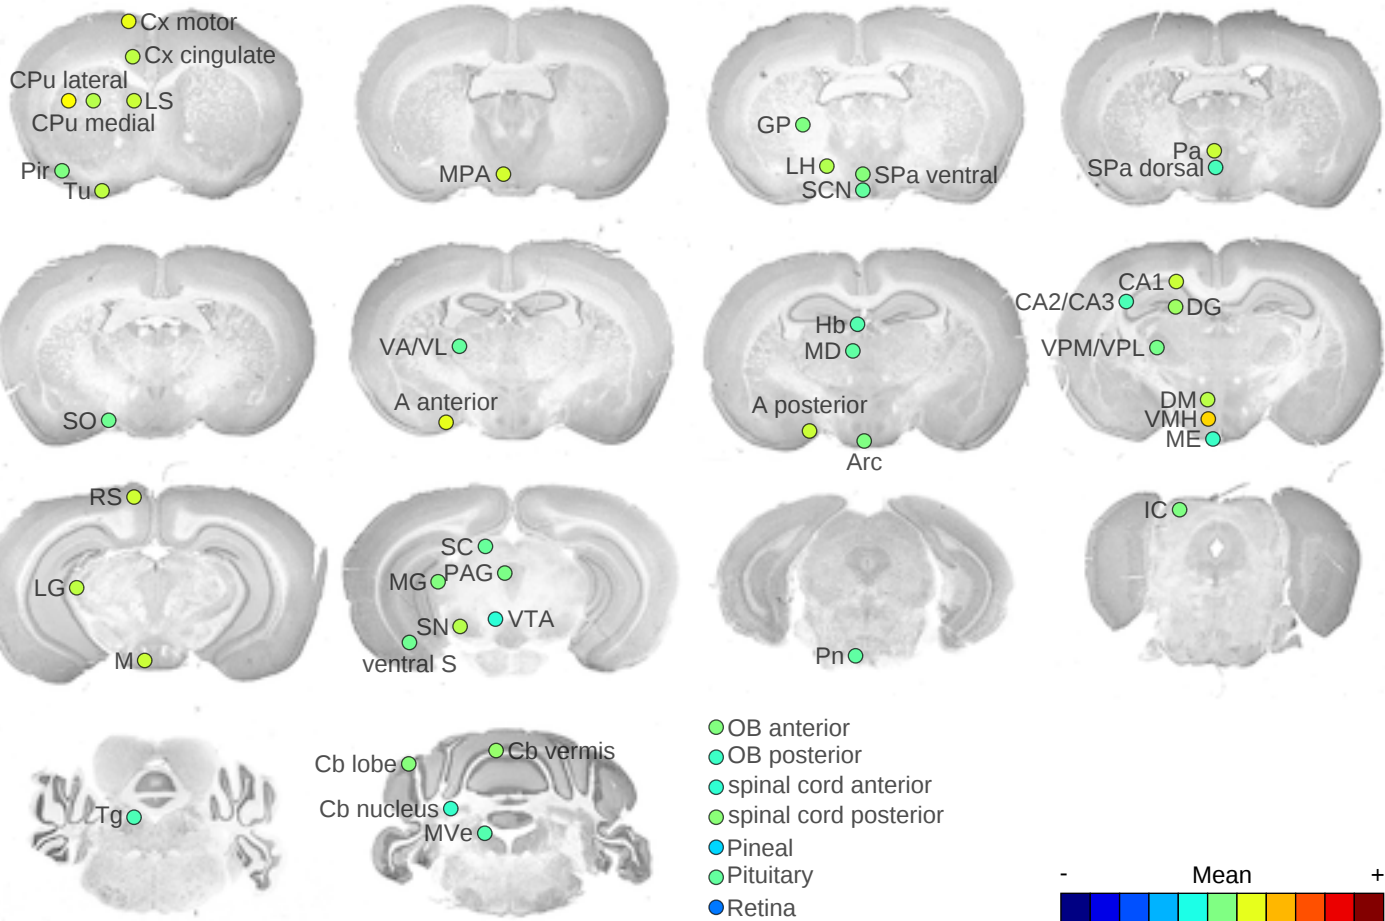 Cx motor
Cx cingulate
CPu lateral
LS
CPu medial
Pir
Tu
MPA
GP
LH
SPa ventral
SCN
Pa
SPa dorsal
SO
VA/VL
A anterior
Hb
MD
A posterior
Arc
CA1
CA2/CA3
DG
VPM/VPL
DM
VMH
ME
RS
LG
M
SC
MG
PAG
SN
VTA
ventral S
Pn
IC
Tg
Cb lobe
Cb vermis
Cb nucleus
MVe
OB anterior
OB posterior
spinal cord anterior
spinal cord posterior
Pineal
Pituitary
Retina
- Mean +